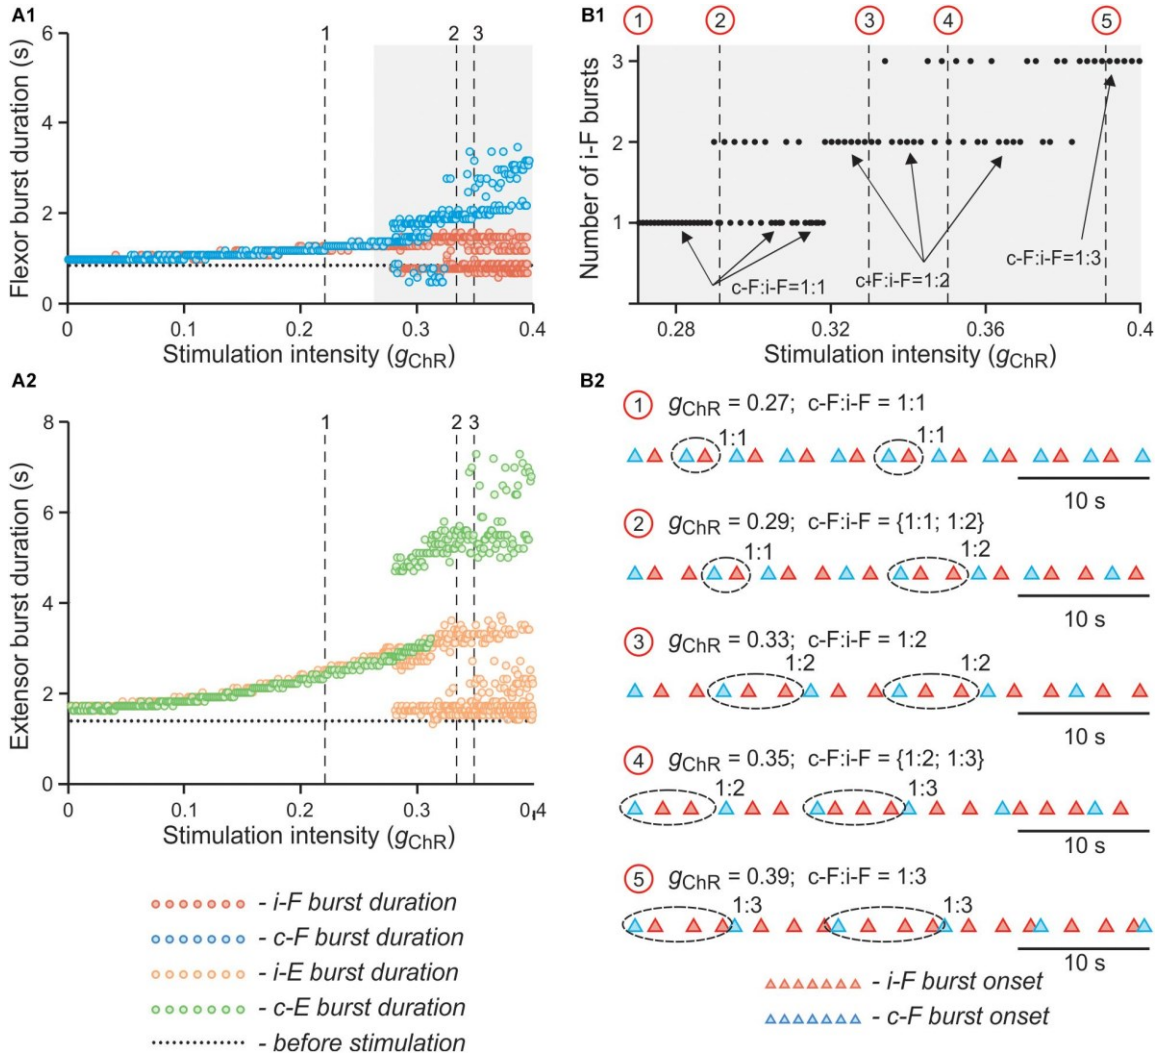 A1
6
4
2
0
Flexor burst duration (s)
1
2
3
0
0.1
0.2
0.3
0.4
Stimulation intensity (gChR)
B1
1
2
3
4
5
3
2
1
Number of i-F bursts
c-F:i-F=1:1
c-F:i-F=1:2
c-F:i-F=1:3
0.28
0.32
0.36
0.4
Stimulation intensity (gChR)
A2
8
6
4
2
0
Extensor burst duration (s)
1
2
3
0
0.1
0.2
0.3
0.4
Stimulation intensity (gChR)
- i-F burst duration
- c-F burst duration
- i-E burst duration
- c-E burst duration
- before stimulation
B2
1 gChR = 0.27; c-F:i-F = 1:1
1:1 1:1
10 s
2 gChR = 0.29; c-F:i-F = {1:1; 1:2}
1:1 1:2
10 s
3 gChR = 0.33; c-F:i-F = 1:2
1:2 1:2
10 s
4 gChR = 0.35; c-F:i-F = {1:2; 1:3}
1:2 1:3
10 s
5 gChR = 0.39; c-F:i-F = 1:3
1:3 1:3
10 s
- i-F burst onset
- c-F burst onset